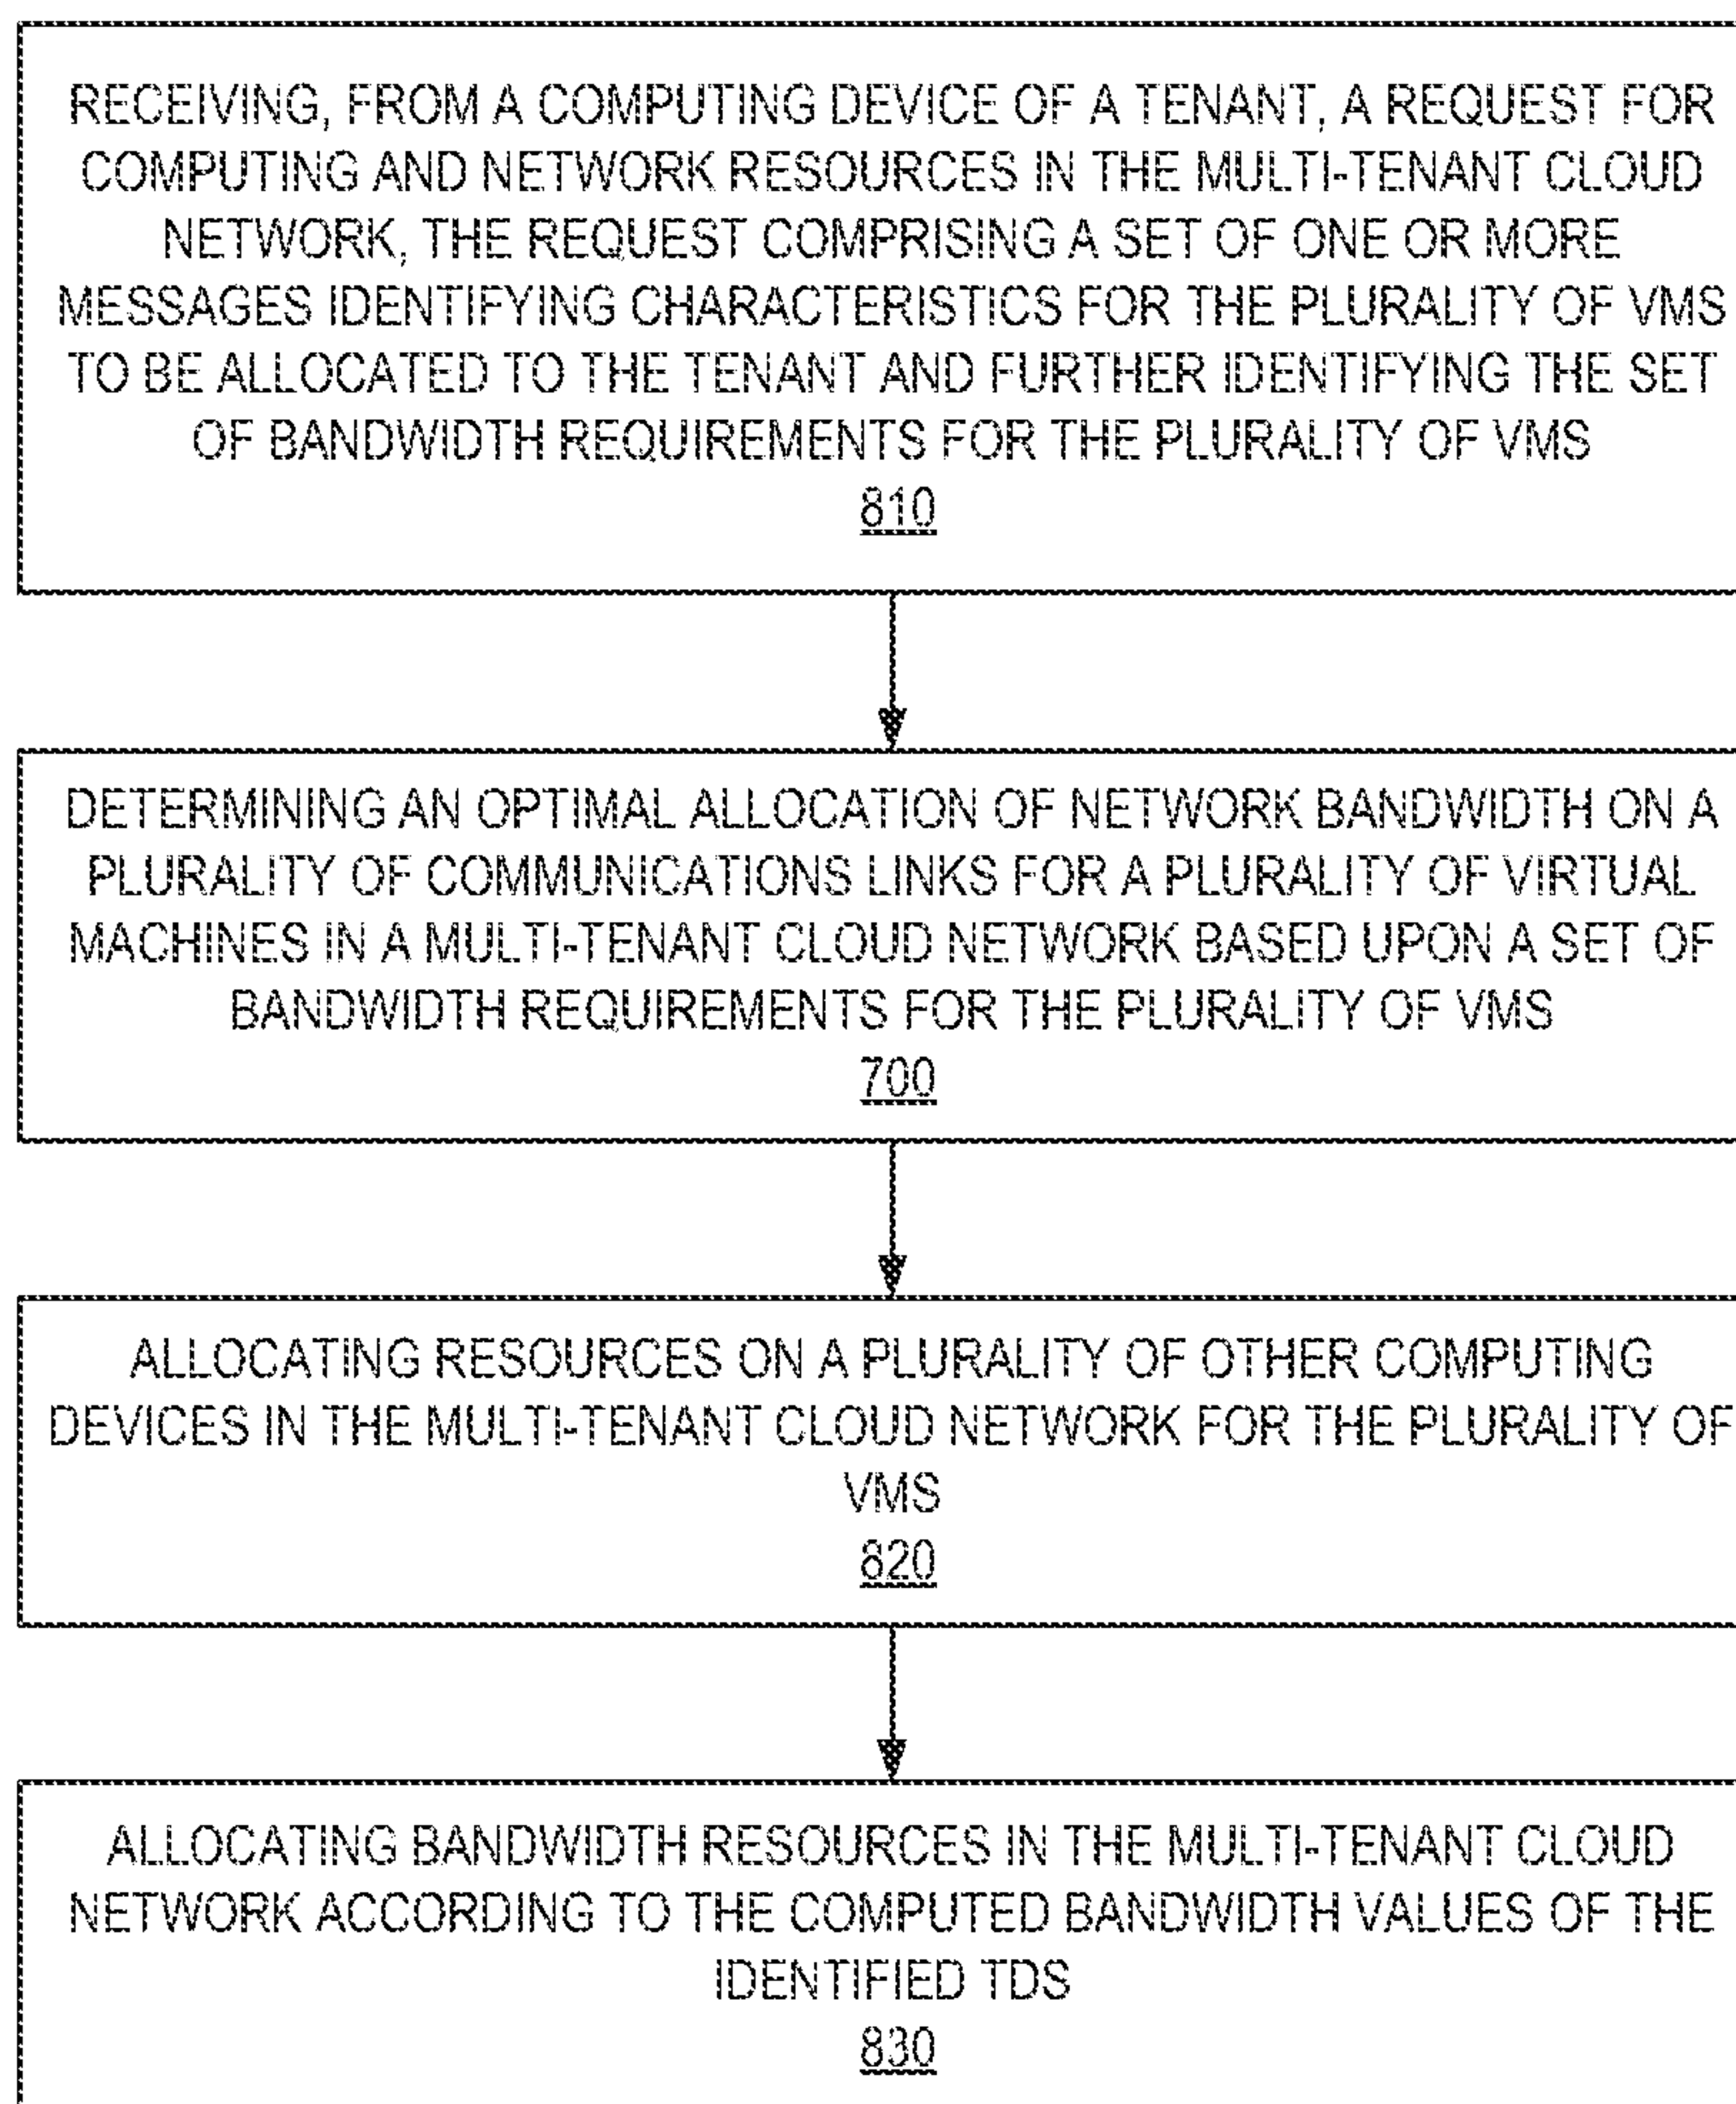 RECEIVING, FROM A COMPUTING DEVICE OF A TENANT, A REQUEST FOR
COMPUTING AND NETWORK RESOURCES IN THE MULTI-TENANT CLOUD
NETWORK, THE REQUEST COMPRISING A SET OF ONE OR MORE
MESSAGES IDENTIFYING CHARACTERISTICS FOR THE PLURALITY OF VMS
TO BE ALLOCATED TO THE TENANT AND FURTHER IDENTIFYING THE SET
OF BANDWIDTH REQUIREMENTS FOR THE PLURALITY OF VMS
810
DETERMINING AN OPTIMAL ALLOCATION OF NETWORK BANDWIDTH ON A
PLURALITY OF COMMUNICATIONS LINKS FOR A PLURALITY OF VIRTUAL
MACHINES IN A MULTI-TENANT CLOUD NETWORK BASED UPON A SET OF
BANDWIDTH REQUIREMENTS FOR THE PLURALITY OF VMS
700
ALLOCATING RESOURCES ON A PLURALITY OF OTHER COMPUTING
DEVICES IN THE MULTI-TENANT CLOUD NETWORK FOR THE PLURALITY OF
VMS
820
ALLOCATING BANDWIDTH RESOURCES IN THE MULTI-TENANT CLOUD
NETWORK ACCORDING TO THE COMPUTED BANDWIDTH VALUES OF THE
IDENTIFIED TDS
830